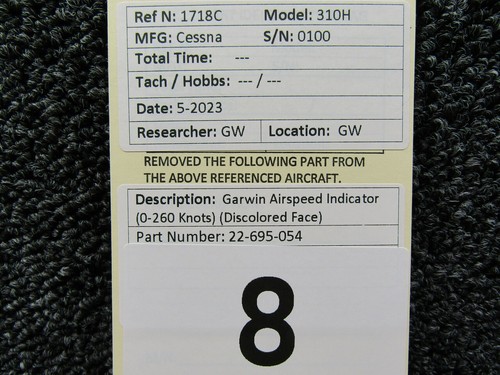 Ref N: 1718C Model: 310H
MFG: Cessna S/N: 0100
Total Time: ---
Tach / Hobbs: --- / ---
Date: 5-2023
Researcher: GW Location: GW
REMOVED THE FOLLOWING PART FROM
THE ABOVE REFERENCED AIRCRAFT.
Description: Garwin Airspeed Indicator
(0-260 Knots) (Discolored Face)
Part Number: 22-695-054
8